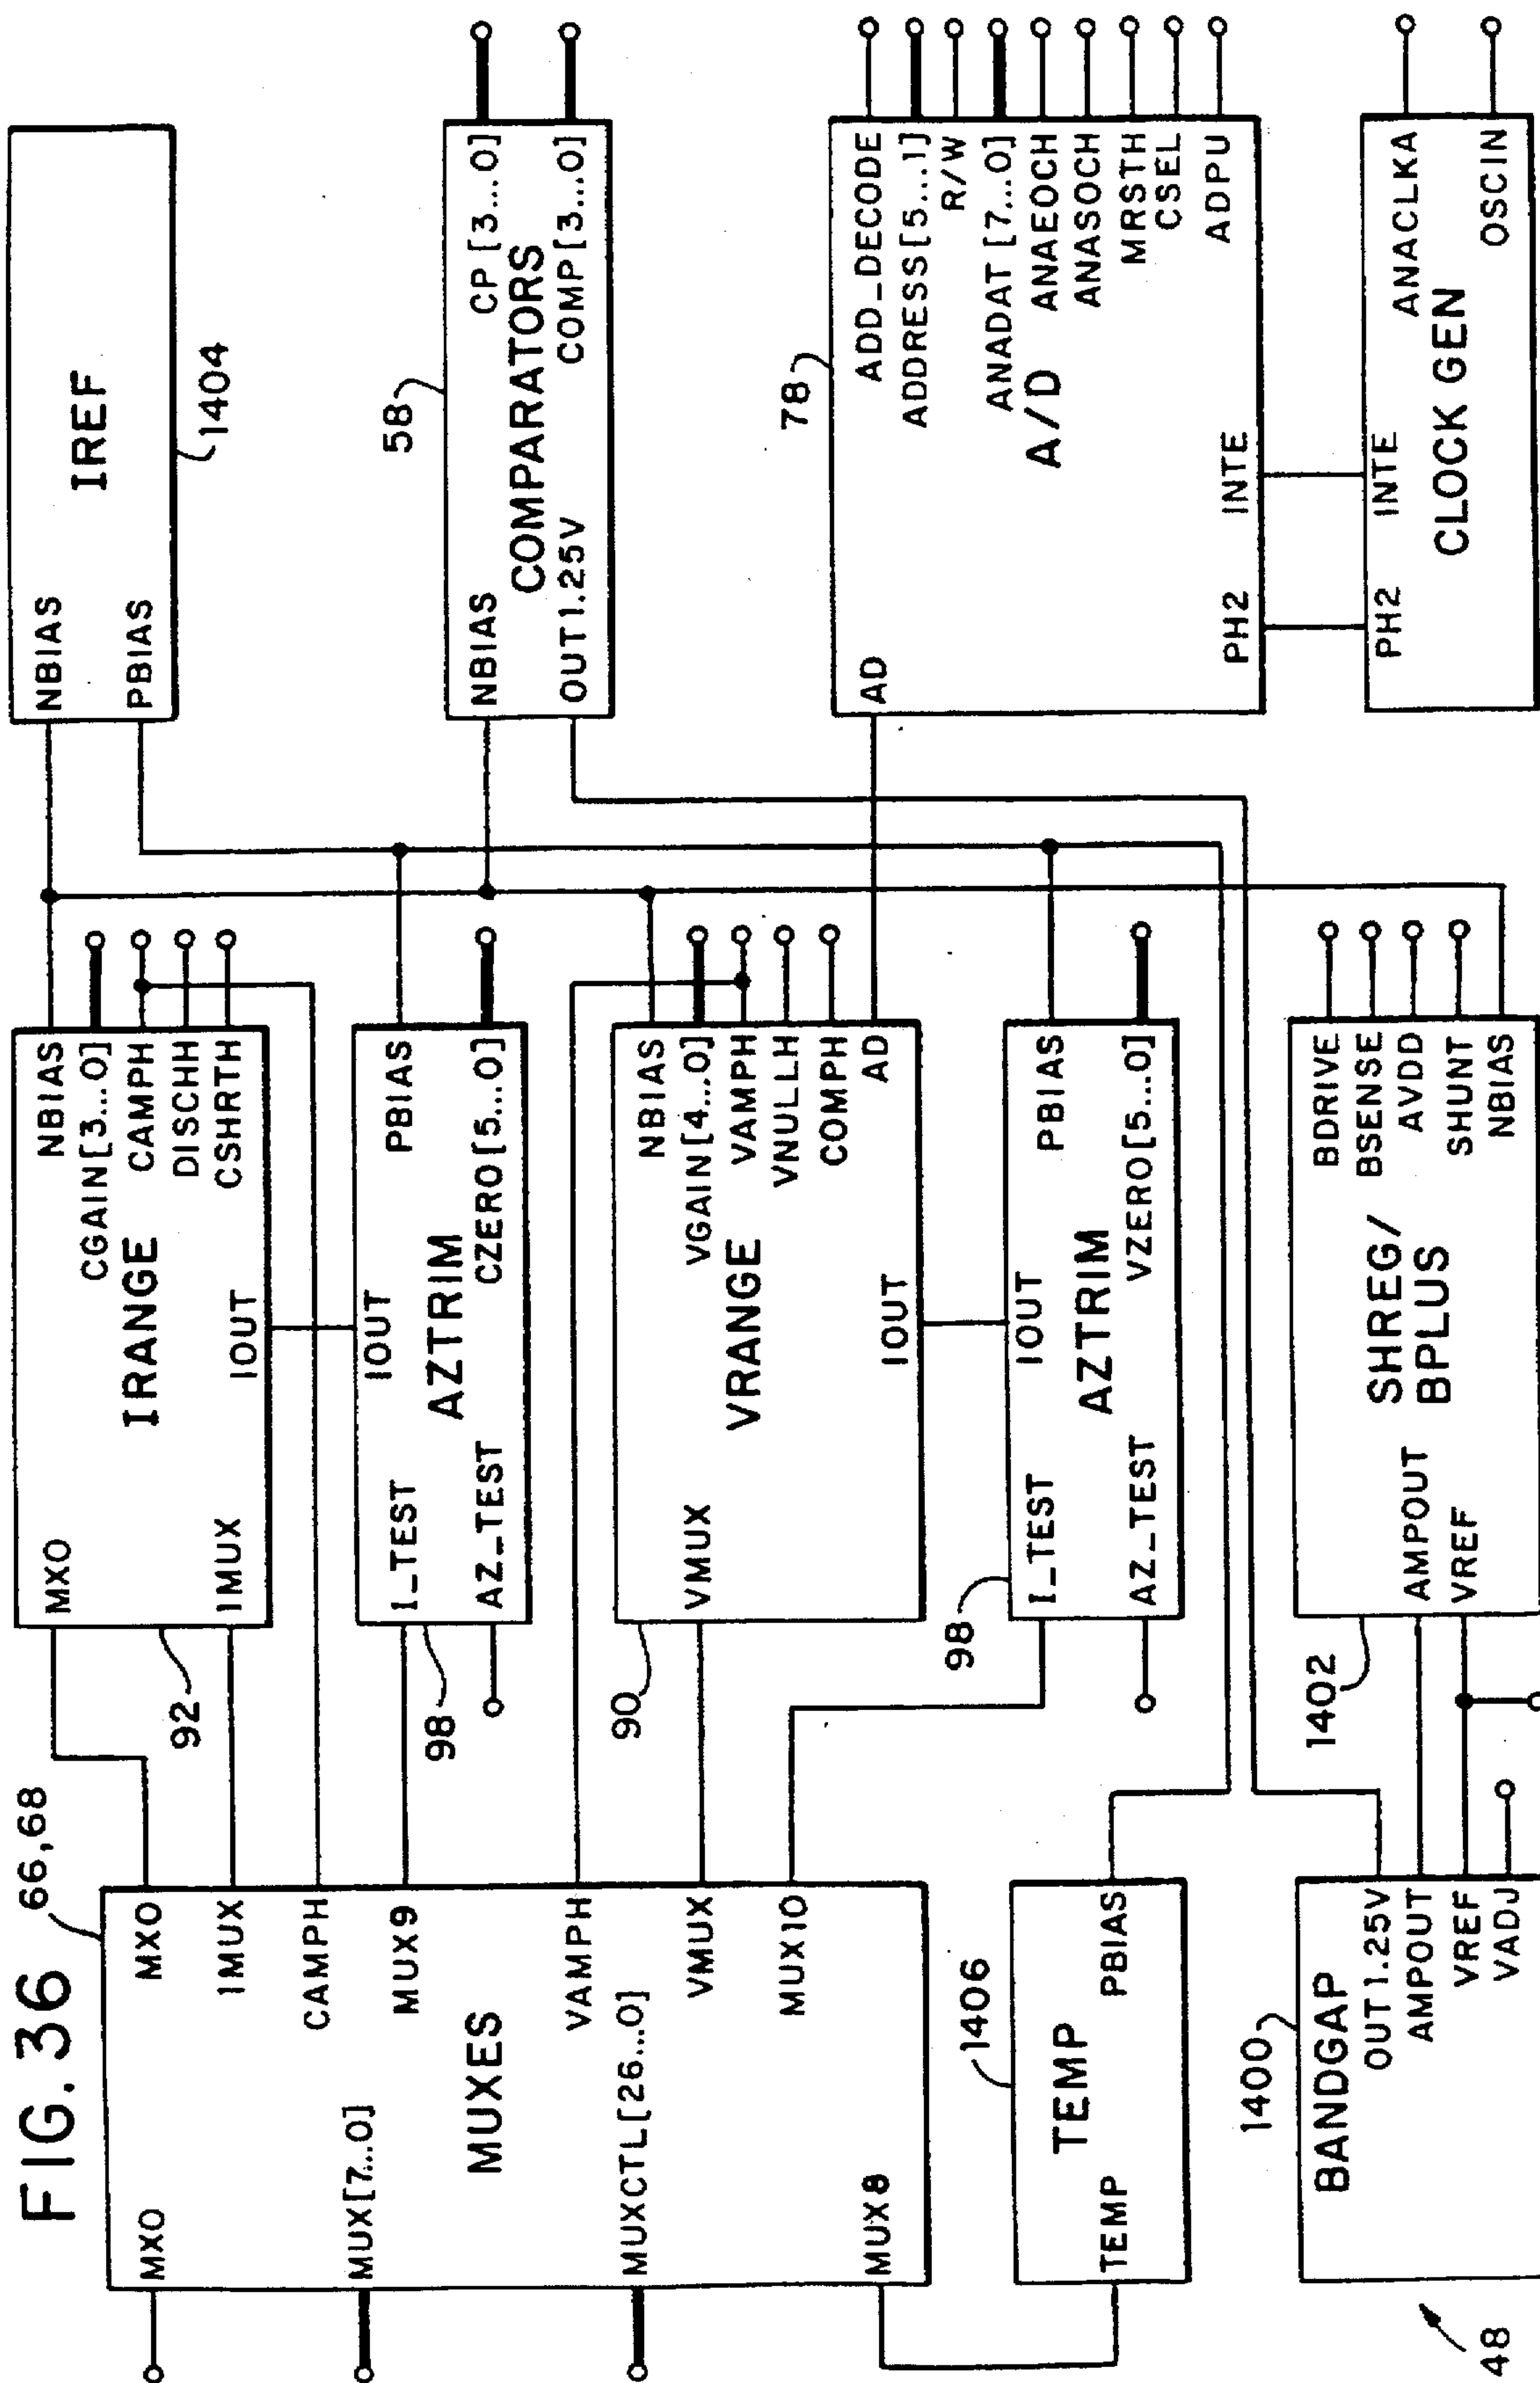 FIG. 36
66,68
MUXES
MXO
MUX[7...0]
MUXCTL[26...0]
MUX8
MXO
IMUX
CAMPH
MUX9
VAMPH
VMUX
MUX10
1406
TEMP
TEMP
PBIAS
1400
BANDGAP
OUT 1.25V
AMPOUT
VREF
VADJ
48
92
IRANGE
MXO
IMUX
NBIAS
CGAIN[3...0]
CAMPH
DISCHH
CSHRTH
IOUT
98
AZTRIM
I_TEST
AZ_TEST
IOUT
PBIAS
CZERO[5...0]
90
VRANGE
VMUX
NBIAS
VGAIN[4...0]
VAMPH
VNULLH
COMPH
AD
IOUT
98
AZTRIM
I_TEST
AZ_TEST
IOUT
PBIAS
VZERO[5...0]
1402
SHREG/
BPLUS
AMPOUT
VREF
BDRIVE
BSENSE
AVDD
SHUNT
NBIAS
IREF
NBIAS
PBIAS
1404
58
COMPARATORS
NBIAS
OUT 1.25V
CP [3...0]
COMP[3...0]
78
A/D
AD
ADD_DECODE
ADDRESS[5...1]
R/W
ANADAT [7...0]
ANAEOCH
ANASOCH
MRSTH
CSEL
ADPU
PH2
INTE
CLOCK GEN
PH2
INTE
ANACLKA
OSCIN